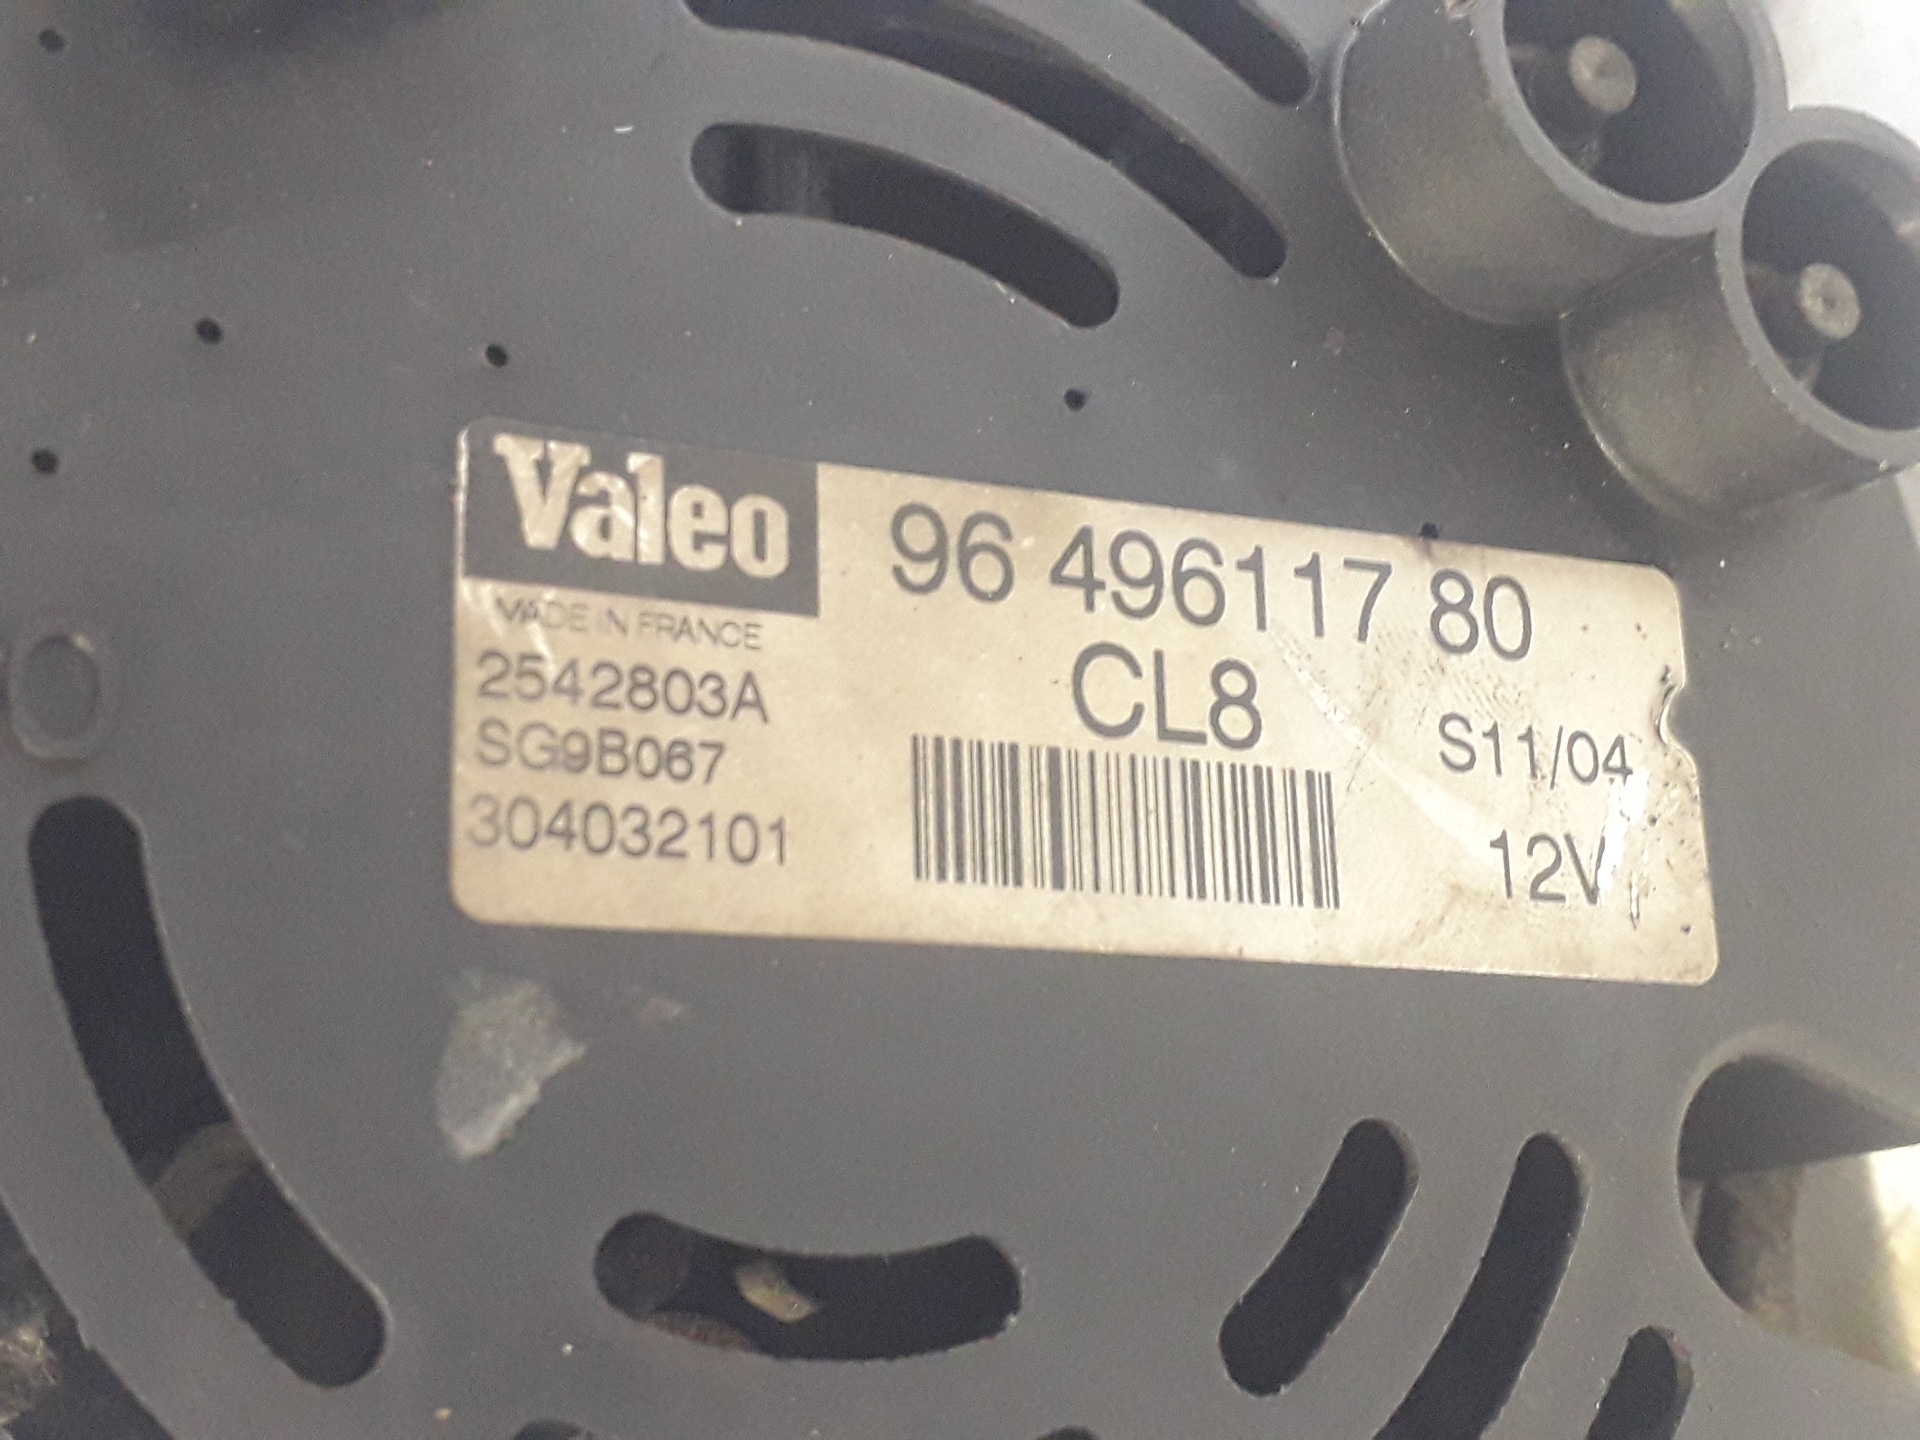 Valeo
MADE IN FRANCE
2542803A
SG9B067
304032101
96 496117 80
CL8
S11/04
12V